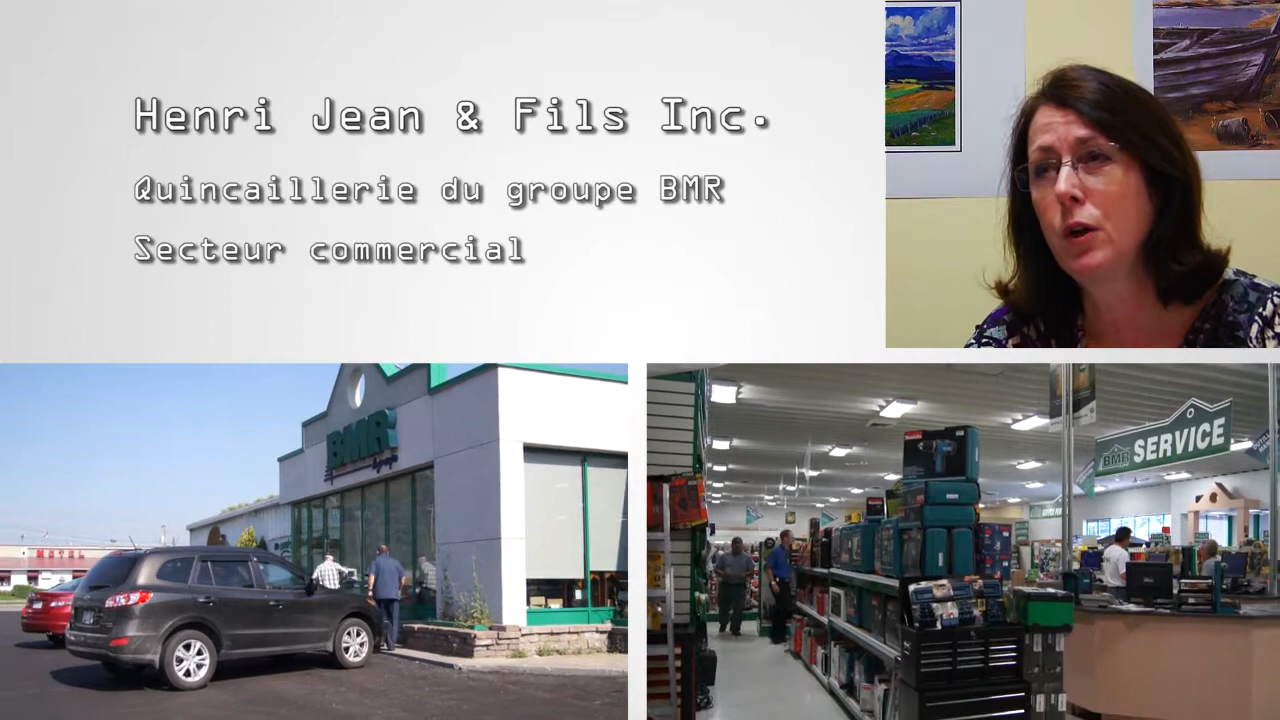 Henri Jean & Fils Inc.
Quincaillerie du groupe BMR
Secteur commercial
BMR
MOTEL
BMR SERVICE